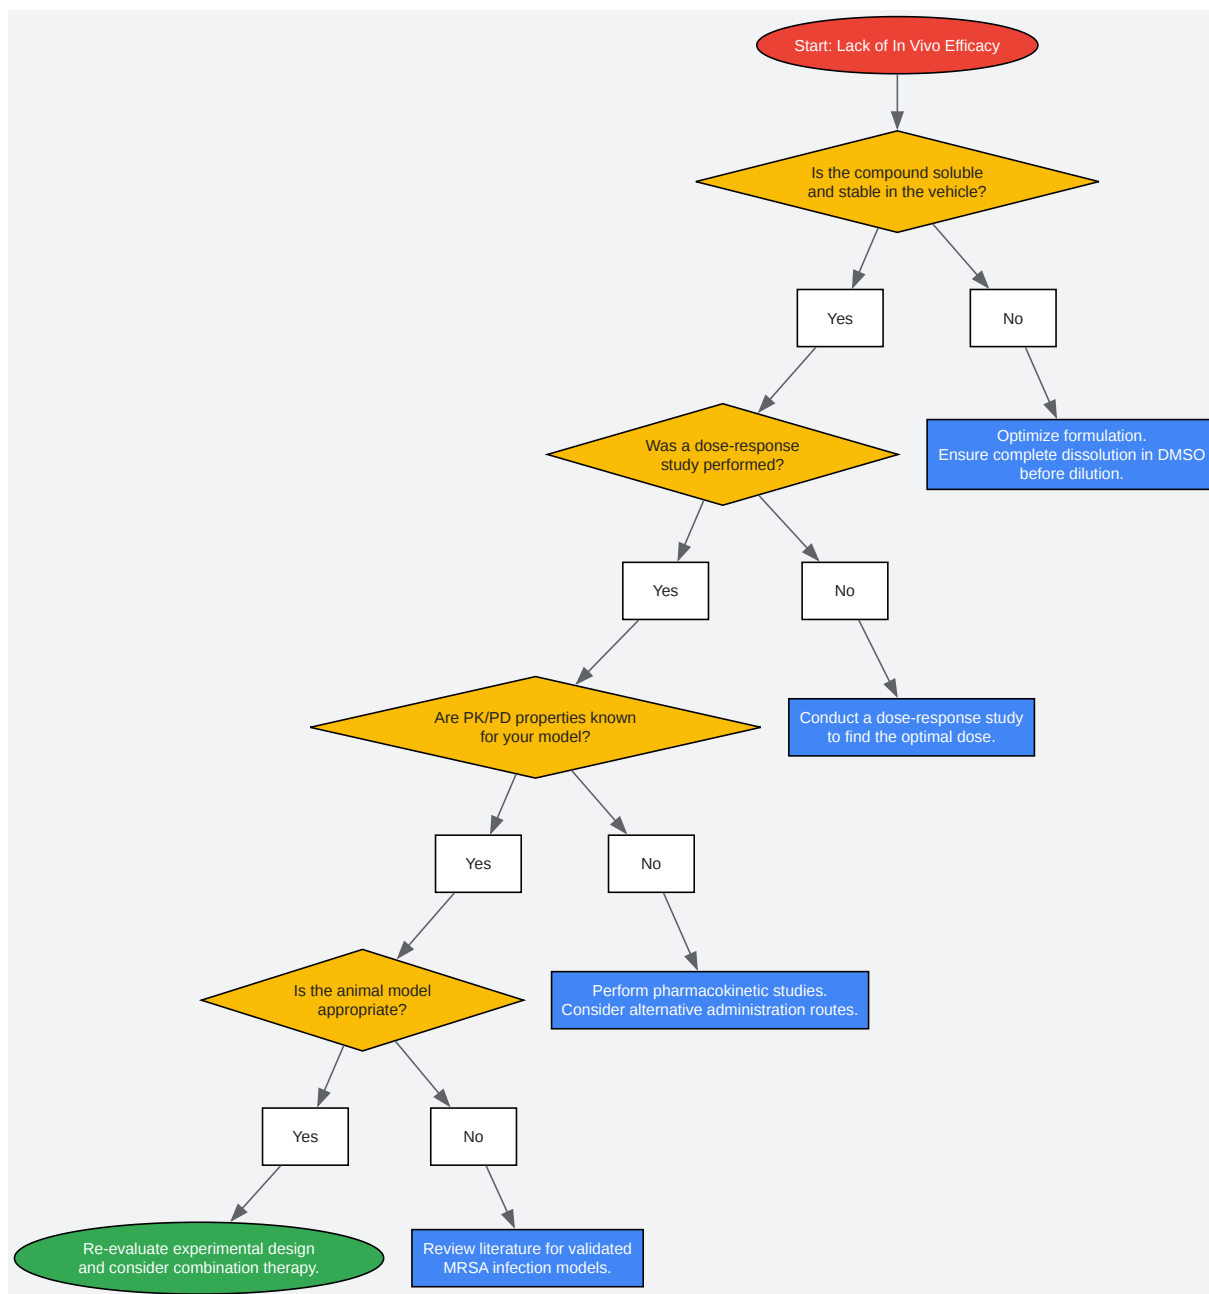 Start: Lack of In Vivo Efficacy
Is the compound soluble
and stable in the vehicle?
Yes
No
Optimize formulation.
Ensure complete dissolution in DMSO
before dilution.
Was a dose-response
study performed?
Yes
No
Conduct a dose-response study
to find the optimal dose.
Are PK/PD properties known
for your model?
Yes
No
Perform pharmacokinetic studies.
Consider alternative administration routes.
Is the animal model
appropriate?
Yes
No
Re-evaluate experimental design
and consider combination therapy.
Review literature for validated
MRSA infection models.